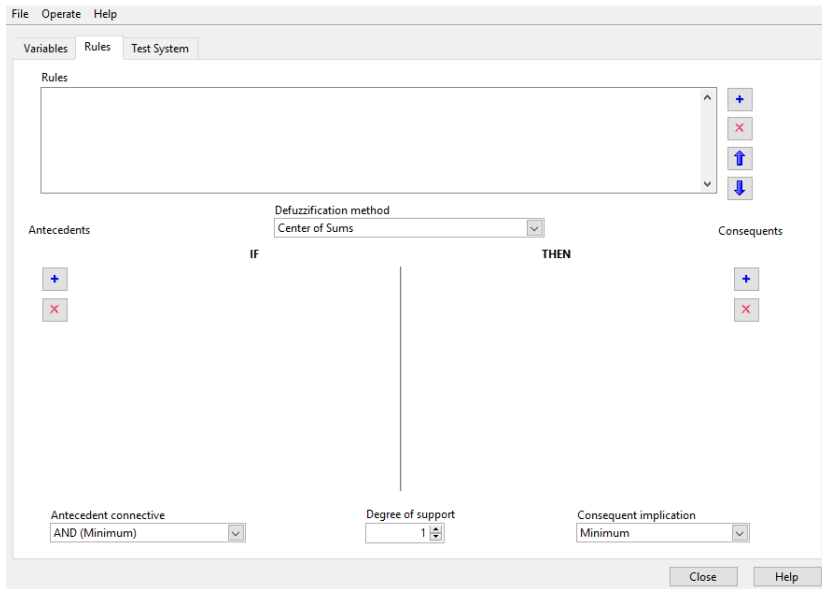 File Operate Help
Variables Rules Test System
Rules
Defuzzification method
Center of Sums
Antecedents
Consequents
IF
THEN
Antecedent connective
AND (Minimum)
Degree of support
1
Consequent implication
Minimum
Close
Help